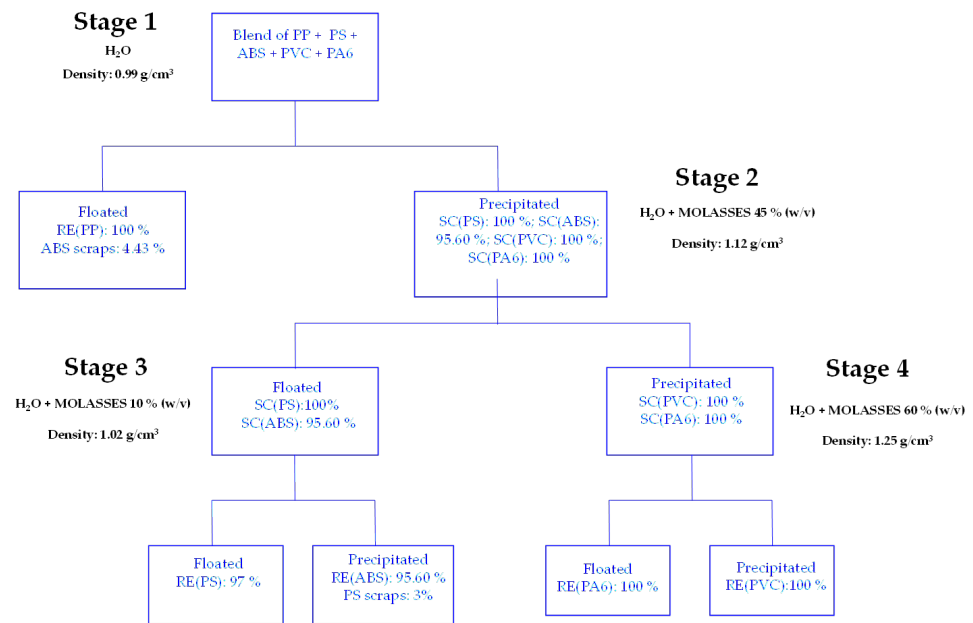 Stage 1
H₂O
Density: 0.99 g/cm³
Blend of PP + PS +
ABS + PVC + PA6
Floated
RE(PP): 100 %
ABS scraps: 4.43 %
Precipitated
SC(PS): 100 %; SC(ABS):
95.60 %; SC(PVC): 100 %;
SC(PA6): 100 %
Stage 2
H₂O + MOLASSES 45 % (w/v)
Density: 1.12 g/cm³
Stage 3
H₂O + MOLASSES 10 % (w/v)
Density: 1.02 g/cm³
Floated
SC(PS):100%
SC(ABS): 95.60 %
Precipitated
SC(PVC): 100 %
SC(PA6): 100 %
Stage 4
H₂O + MOLASSES 60 % (w/v)
Density: 1.25 g/cm³
Floated
RE(PS): 97 %
Precipitated
RE(ABS): 95.60 %
PS scraps: 3%
Floated
RE(PA6): 100 %
Precipitated
RE(PVC):100 %